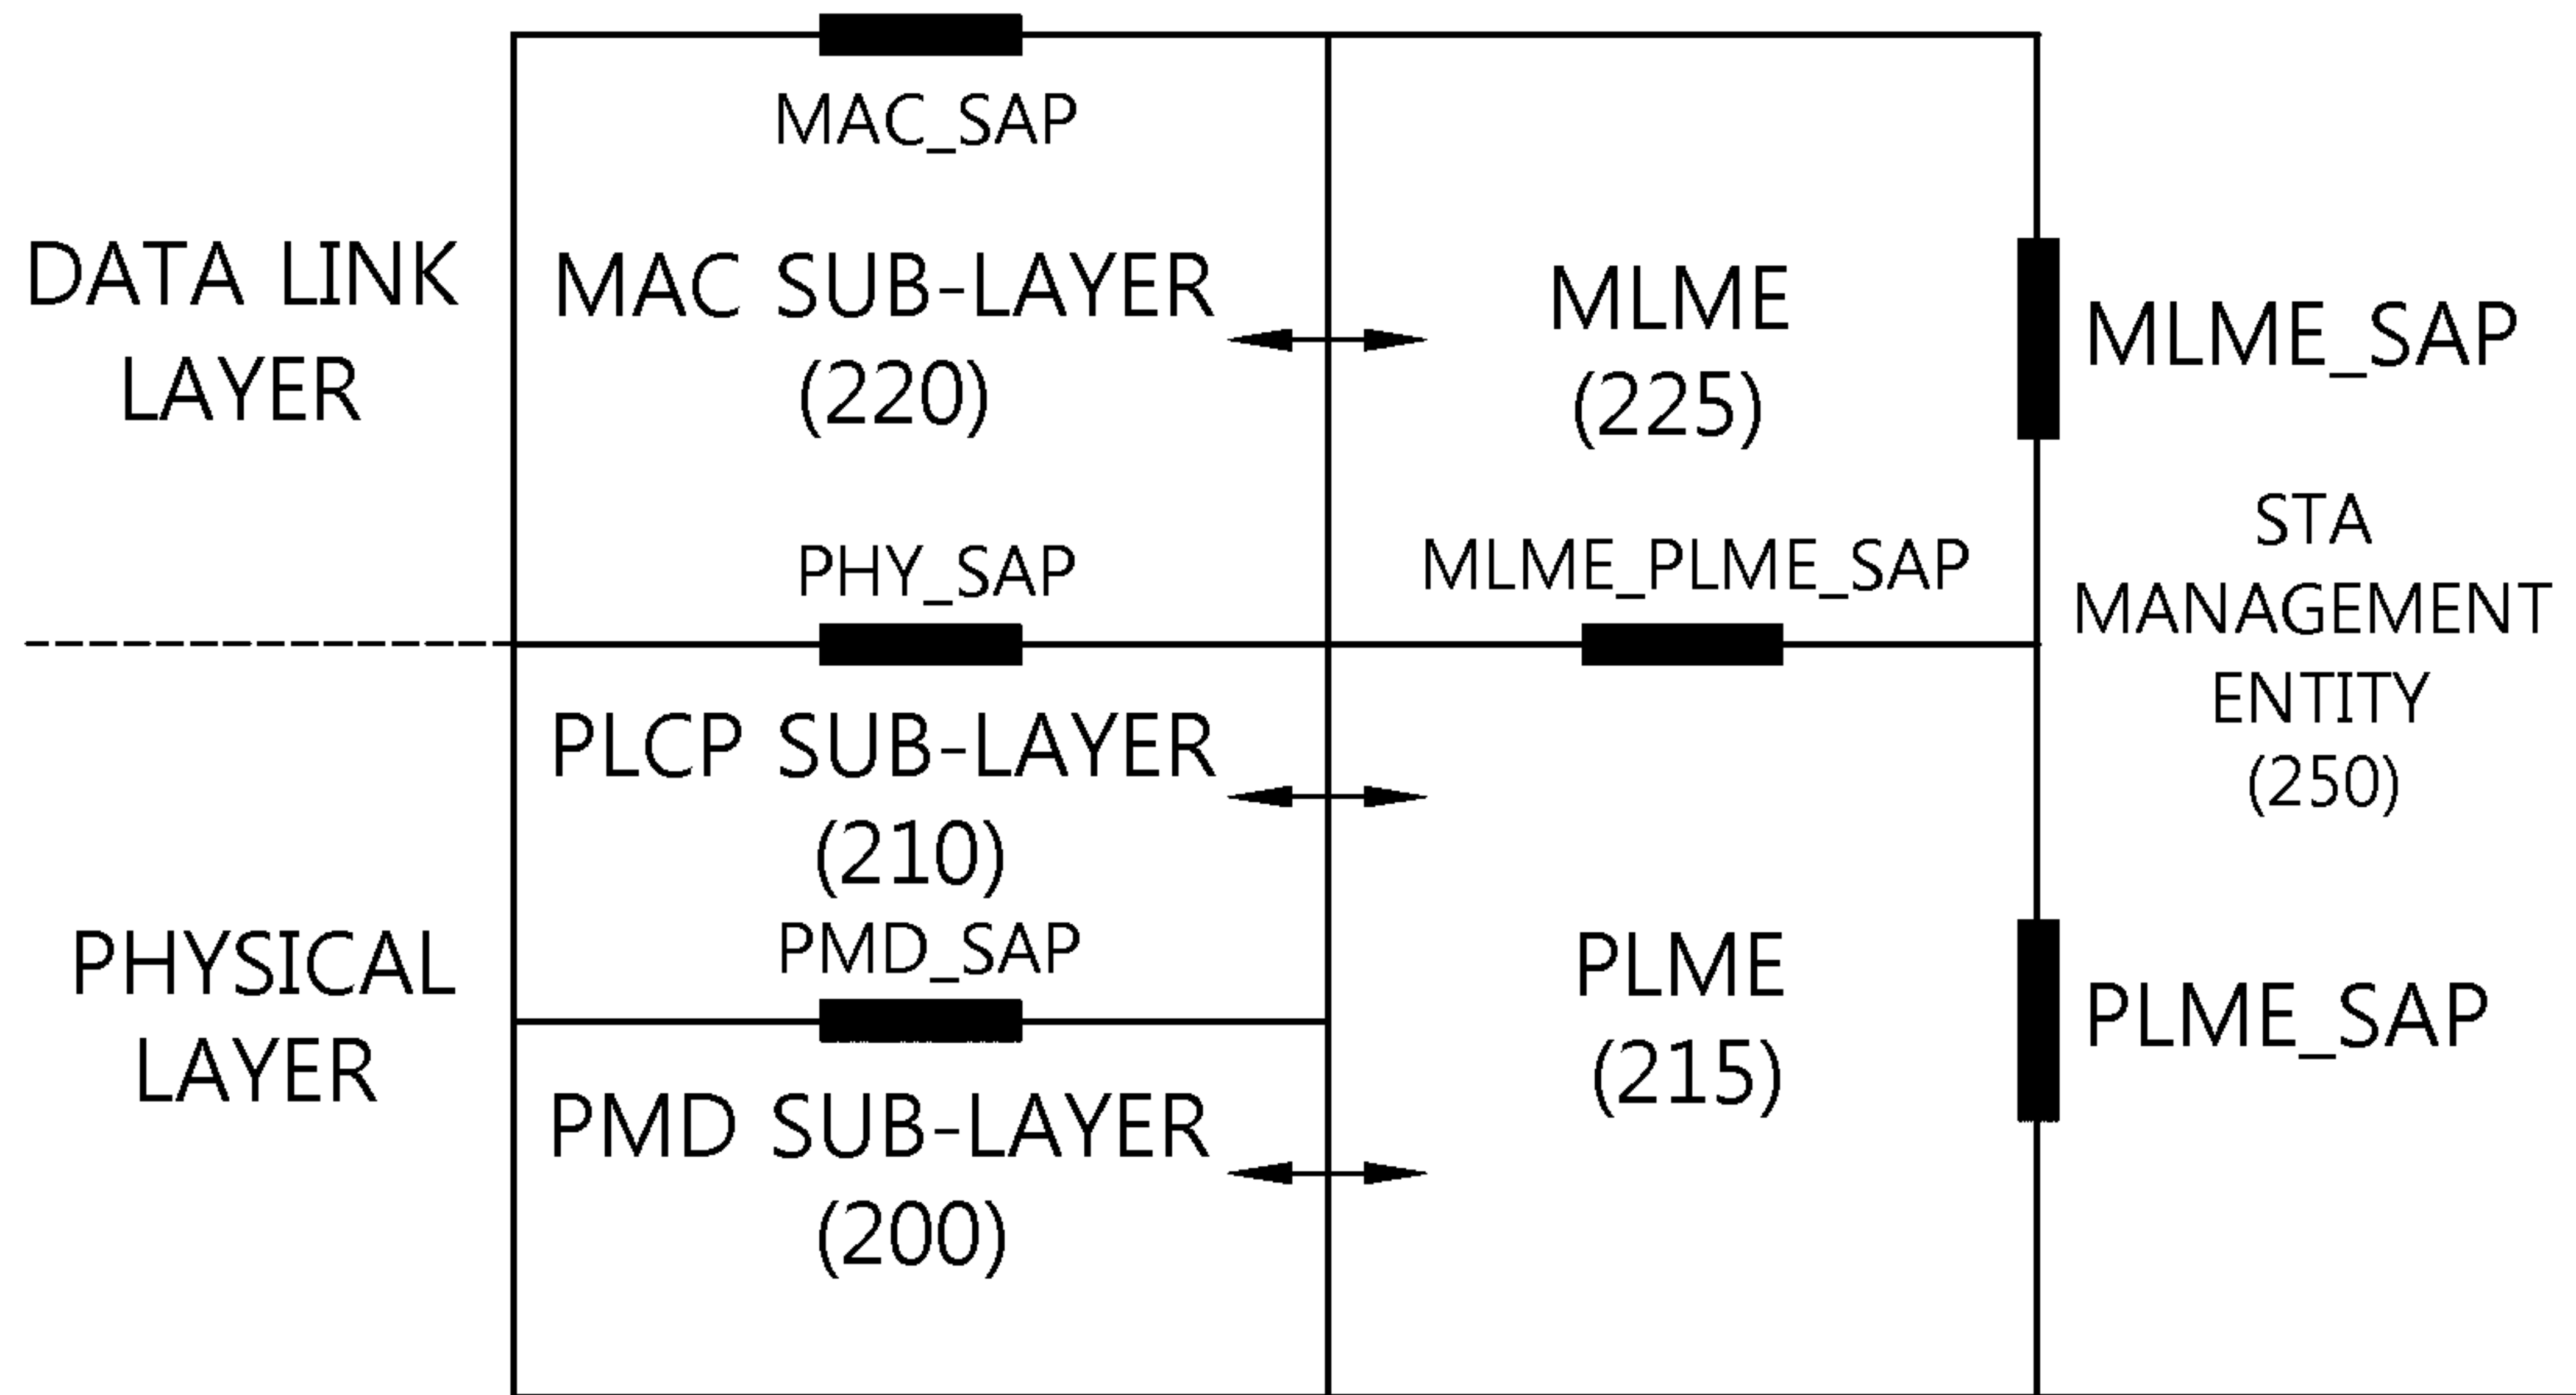 MAC_SAP
DATA LINK
LAYER
MAC SUB-LAYER
(220)
MLME
(225)
MLME_SAP
PHY_SAP
MLME_PLME_SAP
STA
MANAGEMENT
ENTITY
(250)
PLCP SUB-LAYER
(210)
PMD_SAP
PHYSICAL
LAYER
PMD SUB-LAYER
(200)
PLME
(215)
PLME_SAP